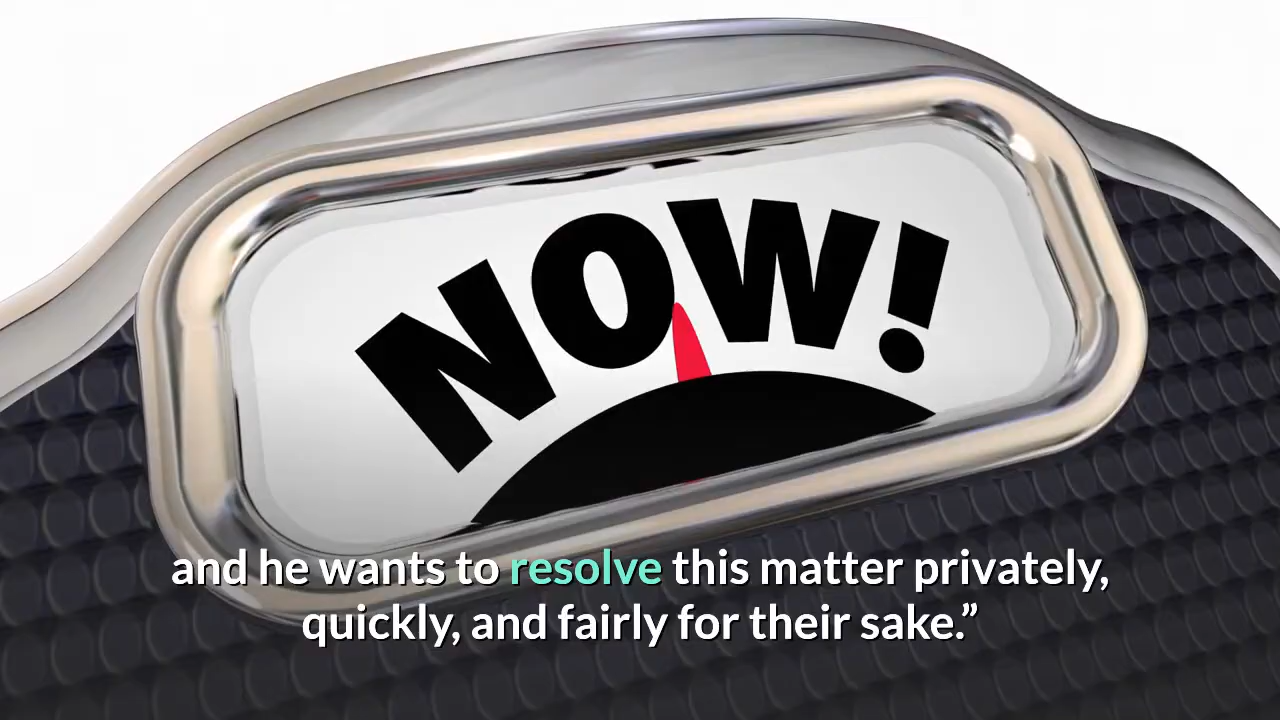 NOW!
and he wants to resolve this matter privately,
quickly, and fairly for their sake.”